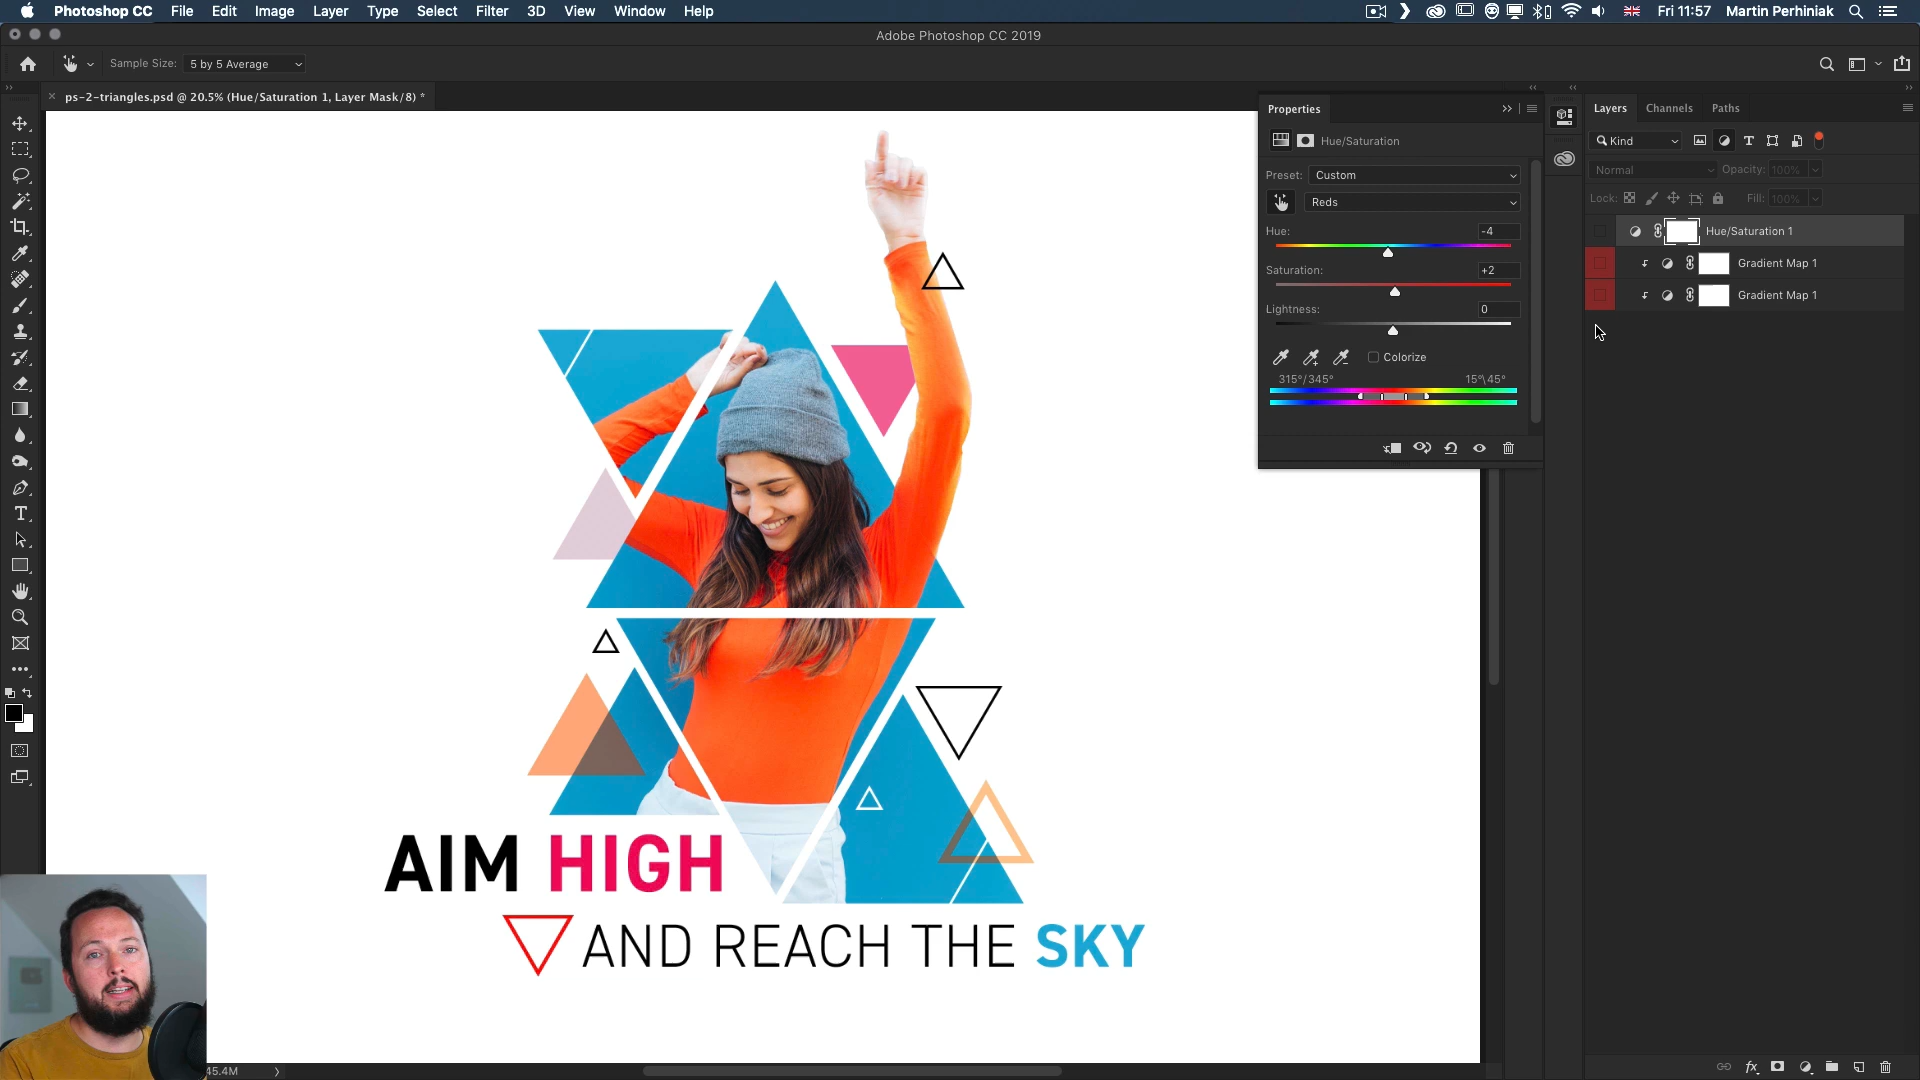 Photoshop CC File Edit Image Layer Type Select Filter 3D View Window Help Fri 11:57 Martin Perhiniak
Adobe Photoshop CC 2019
Sample Size: 5 by 5 Average
ps-2-triangles.psd @ 20.5% (Hue/Saturation 1, Layer Mask/8) *
Properties
Hue/Saturation
Preset: Custom
Reds
Hue: -4
Saturation: +2
Lightness: 0
Colorize
315°/345° 15°\45°
Layers Channels Paths
Kind
Normal Opacity: 100%
Lock: Fill: 100%
Hue/Saturation 1
Gradient Map 1
Gradient Map 1
AIM HIGH
AND REACH THE SKY
45.4M